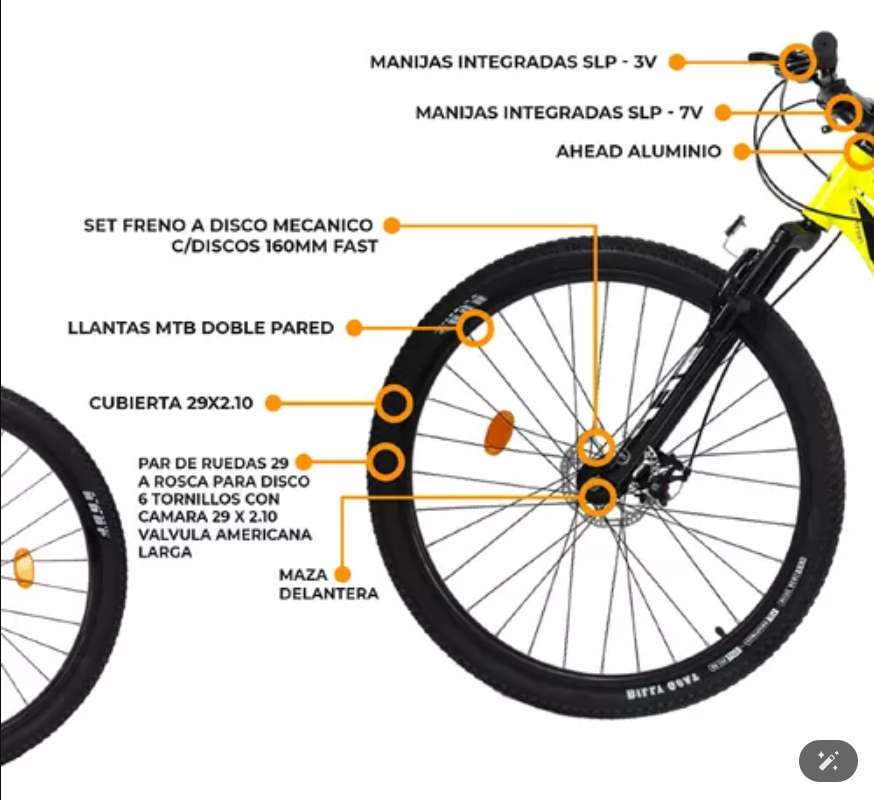 MANIJAS INTEGRADAS SLP - 3V
MANIJAS INTEGRADAS SLP - 7V
AHEAD ALUMINIO
SET FRENO A DISCO MECANICO
C/DISCOS 160MM FAST
LLANTAS MTB DOBLE PARED
CUBIERTA 29X2.10
PAR DE RUEDAS 29
A ROSCA PARA DISCO
6 TORNILLOS CON
CAMARA 29 X 2.10
VALVULA AMERICANA
LARGA
MAZA
DELANTERA